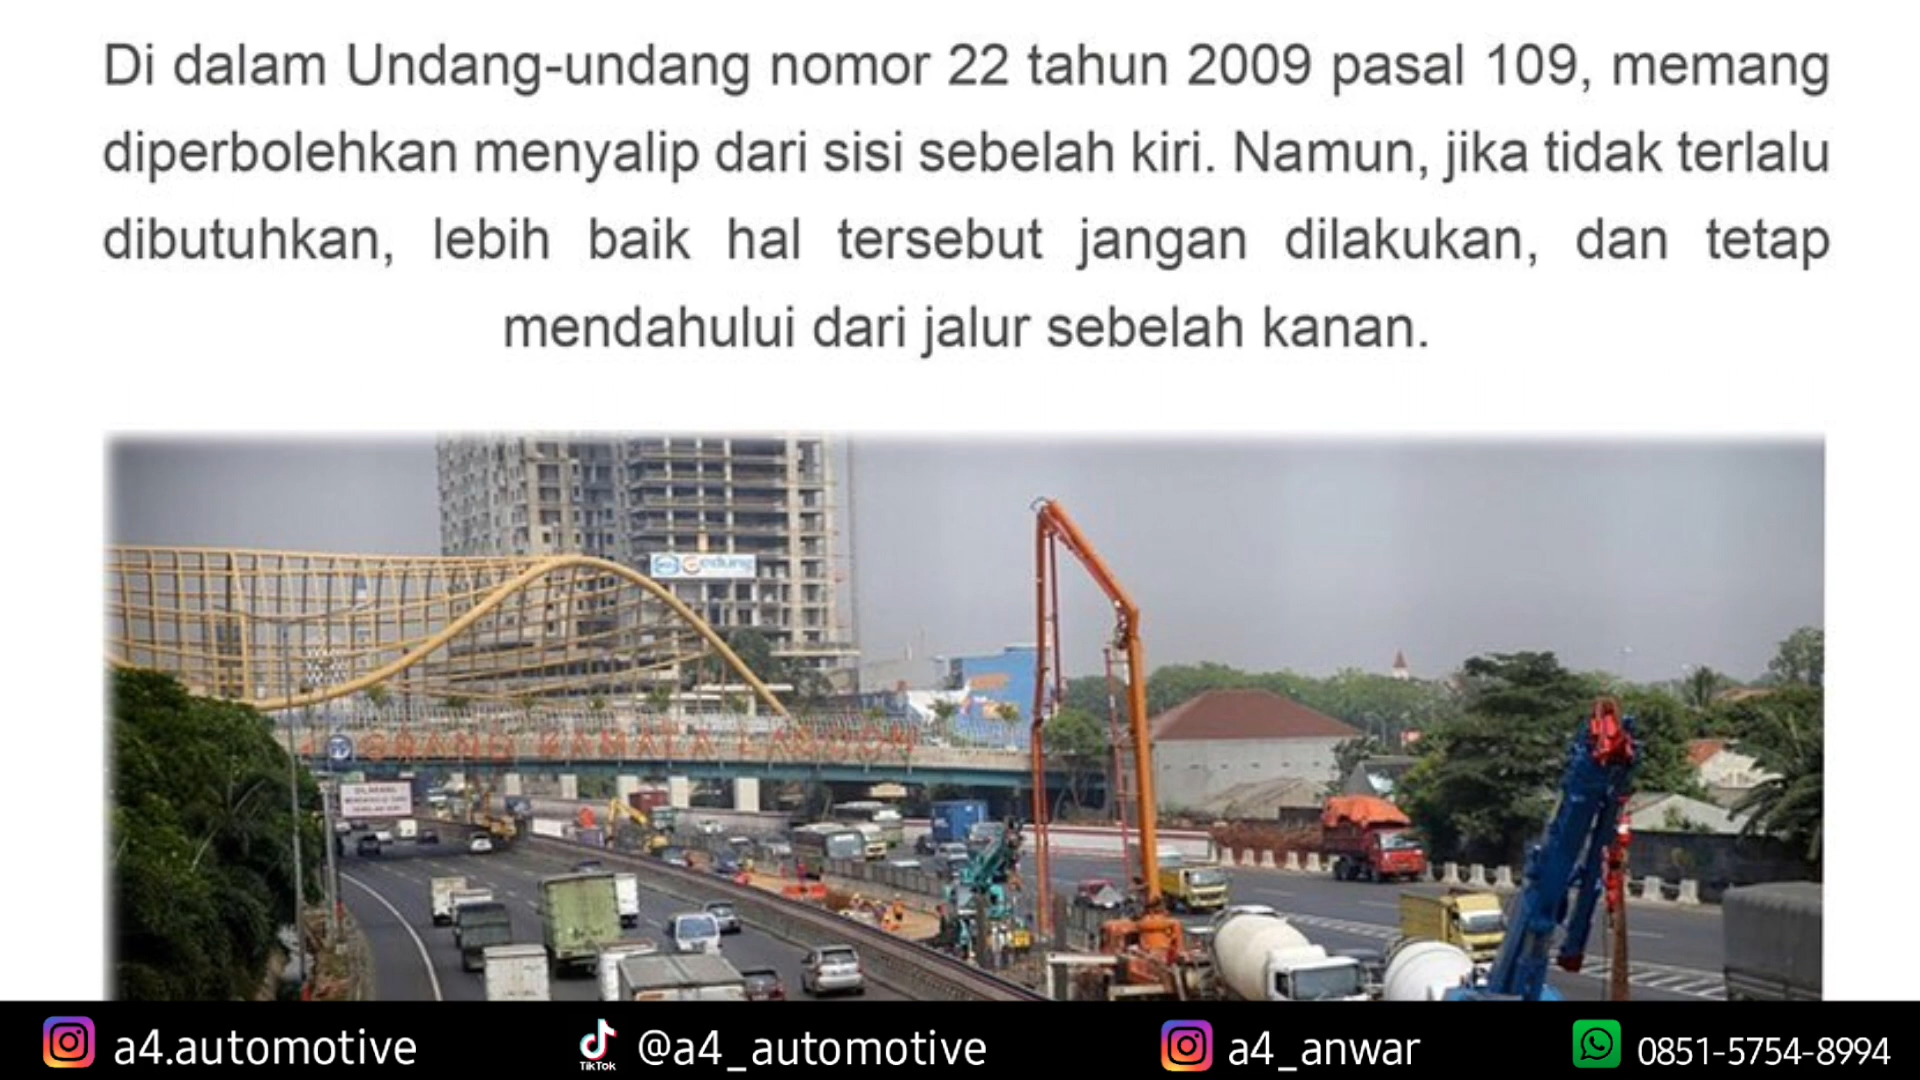 Di dalam Undang-undang nomor 22 tahun 2009 pasal 109, memang
diperbolehkan menyalip dari sisi sebelah kiri. Namun, jika tidak terlalu
dibutuhkan, lebih baik hal tersebut jangan dilakukan, dan tetap
mendahului dari jalur sebelah kanan.
Gedung
GRAND KAMALA LAGOON
a4.automotive
TikTok
@a4_automotive
a4_anwar
0851-5754-8994